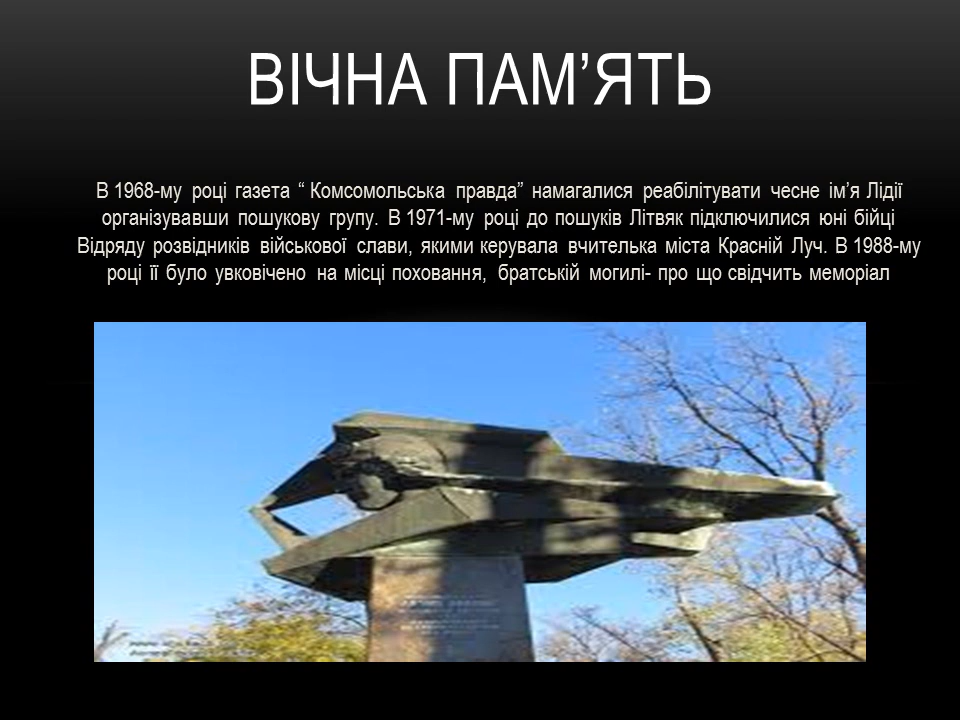 ВІЧНА ПАМ’ЯТЬ
В 1968-му році газета “ Комсомольська правда” намагалися реабілітувати чесне ім’я Лідії
організувавши пошукову групу. В 1971-му році до пошуків Літвяк підключилися юні бійці
Відряду розвідників військової слави, якими керувала вчителька міста Красній Луч. В 1988-му
році її було увковічено на місці поховання, братській могилі- про що свідчить меморіал